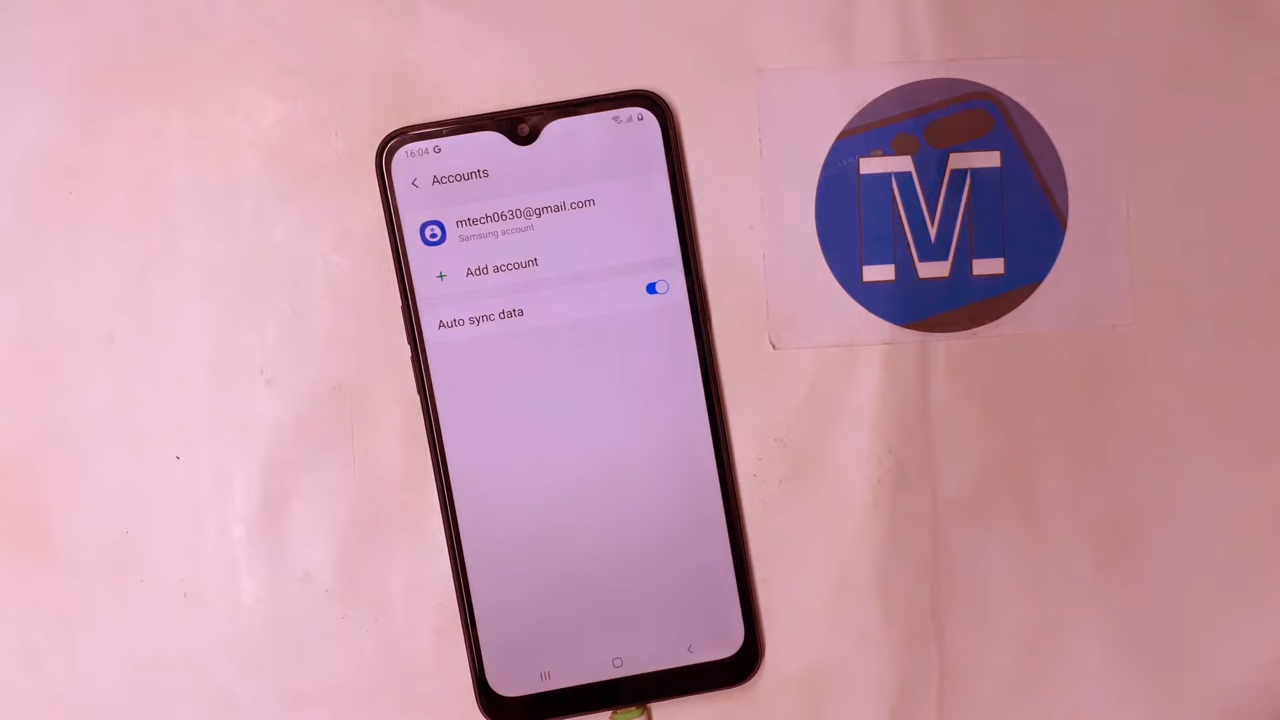 16:04 G
Accounts
mtech0630@gmail.com
Samsung account
Add account
Auto sync data
M